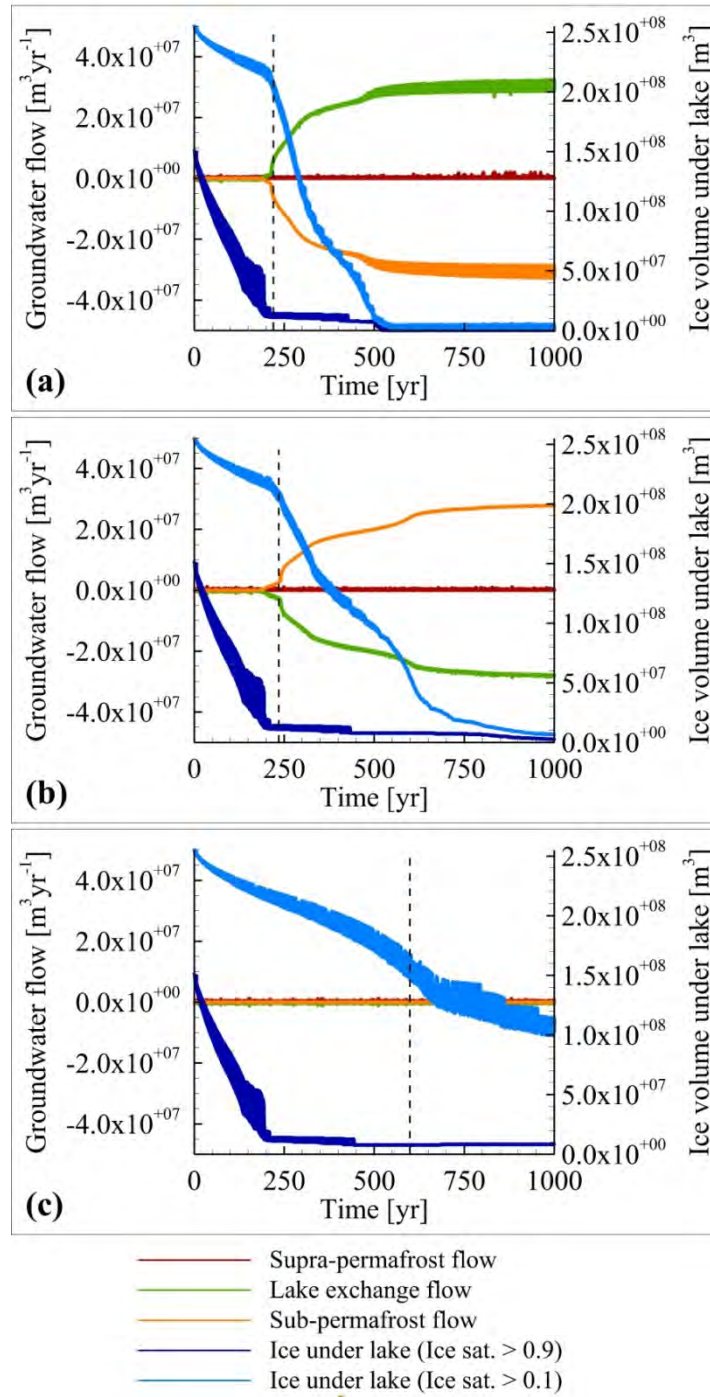 Groundwater flow [m³yr⁻¹]
4.0x10⁺⁰⁷
2.0x10⁺⁰⁷
0.0x10⁺⁰⁰
-2.0x10⁺⁰⁷
-4.0x10⁺⁰⁷
2.5x10⁺⁰⁸
2.0x10⁺⁰⁸
1.5x10⁺⁰⁸
1.0x10⁺⁰⁸
5.0x10⁺⁰⁷
0.0x10⁺⁰⁰
Ice volume under lake [m³]
0 250 500 750 1000
Time [yr]
(a)
Groundwater flow [m³yr⁻¹]
4.0x10⁺⁰⁷
2.0x10⁺⁰⁷
0.0x10⁺⁰⁰
-2.0x10⁺⁰⁷
-4.0x10⁺⁰⁷
2.5x10⁺⁰⁸
2.0x10⁺⁰⁸
1.5x10⁺⁰⁸
1.0x10⁺⁰⁸
5.0x10⁺⁰⁷
0.0x10⁺⁰⁰
Ice volume under lake [m³]
0 250 500 750 1000
Time [yr]
(b)
Groundwater flow [m³yr⁻¹]
4.0x10⁺⁰⁷
2.0x10⁺⁰⁷
0.0x10⁺⁰⁰
-2.0x10⁺⁰⁷
-4.0x10⁺⁰⁷
2.5x10⁺⁰⁸
2.0x10⁺⁰⁸
1.5x10⁺⁰⁸
1.0x10⁺⁰⁸
5.0x10⁺⁰⁷
0.0x10⁺⁰⁰
Ice volume under lake [m³]
0 250 500 750 1000
Time [yr]
(c)
Supra-permafrost flow
Lake exchange flow
Sub-permafrost flow
Ice under lake (Ice sat. > 0.9)
Ice under lake (Ice sat. > 0.1)